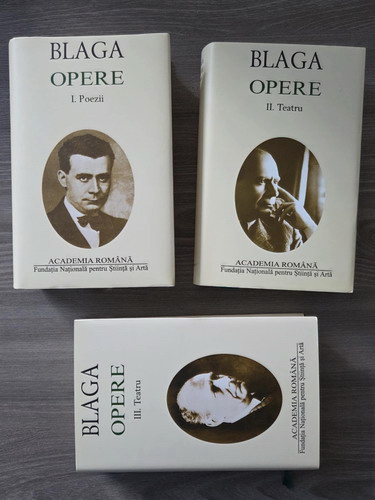 BLAGA
OPERE
I. Poezii
ACADEMIA ROMÂNĂ
Fundația Națională pentru Știință și Artă
BLAGA
OPERE
II. Teatru
ACADEMIA ROMÂNĂ
Fundația Națională pentru Știință și Artă
BLAGA
OPERE
III. Teatru
ACADEMIA ROMÂNĂ
Fundația Națională pentru Știință și Artă